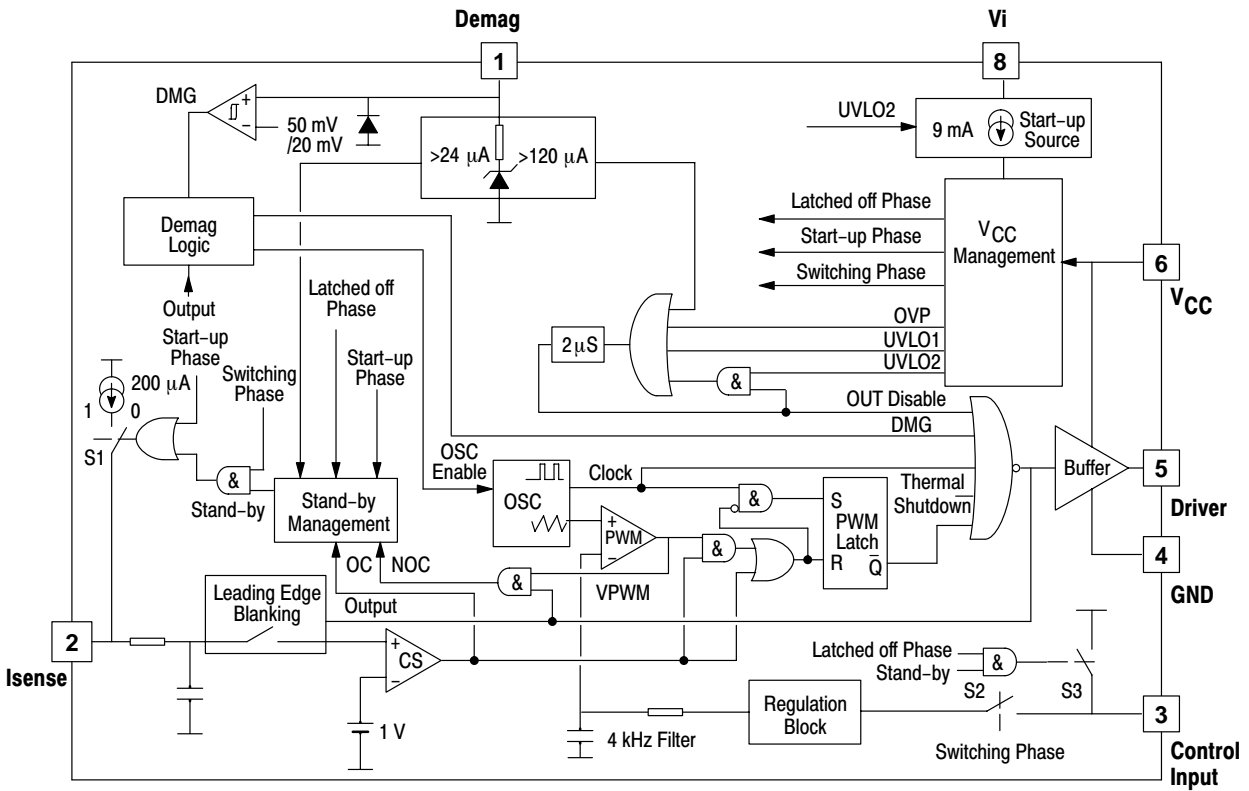 Demag
Vi
1
8
DMG
+
−
50 mV
/20 mV
>24 µA
>120 µA
UVLO2
9 mA
Start−up
Source
Demag
Logic
Latched off Phase
Start−up Phase
Switching Phase
VCC
Management
6
VCC
Output
Latched off
Phase
Start−up
Phase
Start−up
Phase
Switching
Phase
200 µA
1
0
S1
2 µS
OVP
UVLO1
UVLO2
&
OUT Disable
DMG
OSC
Enable
Clock
OSC
+
PWM
−
&
Stand−by
Stand−by
Management
OC
NOC
&
VPWM
&
&
S
PWM
Latch
R
Q̅
Thermal
Shutdown
Buffer
5
Driver
4
GND
Leading Edge
Blanking
Output
2
Isense
+
CS
−
1 V
4 kHz Filter
Regulation
Block
Latched off Phase
Stand−by
&
S2
S3
Switching Phase
3
Control
Input